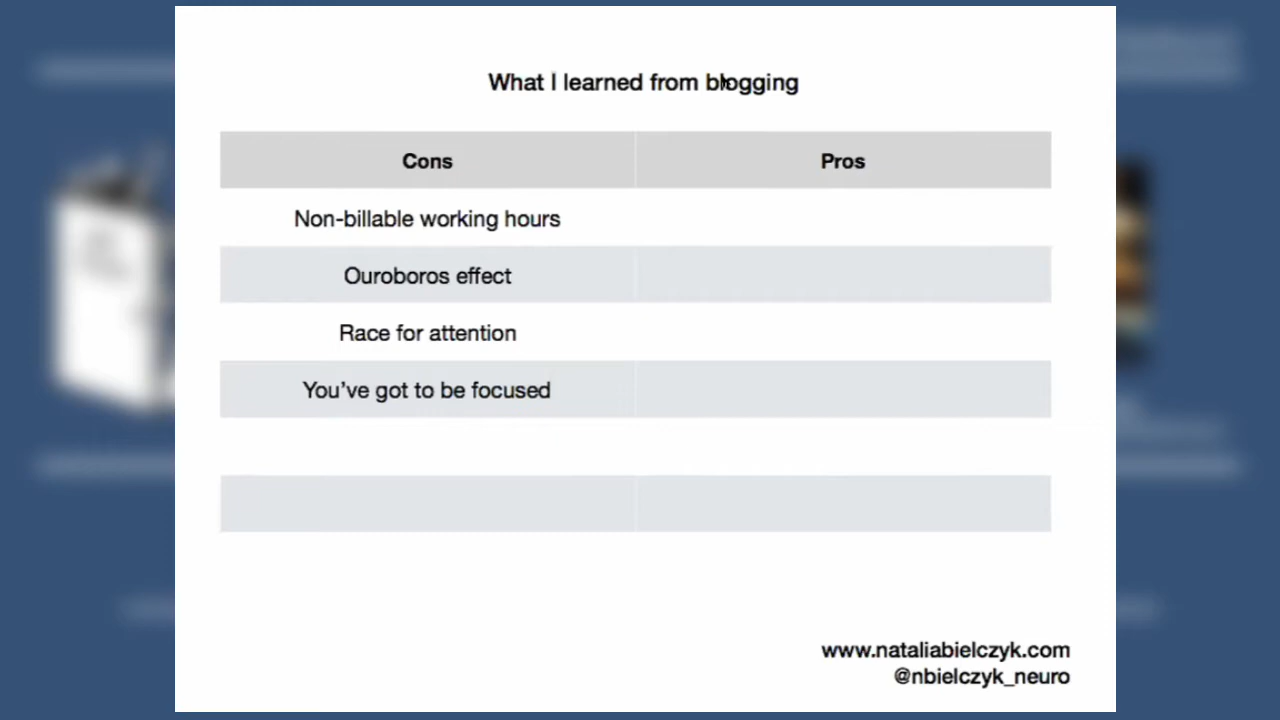 What I learned from blogging
Cons
Pros
Non-billable working hours
Ouroboros effect
Race for attention
You've got to be focused
www.nataliabielczyk.com
@nbielczyk_neuro